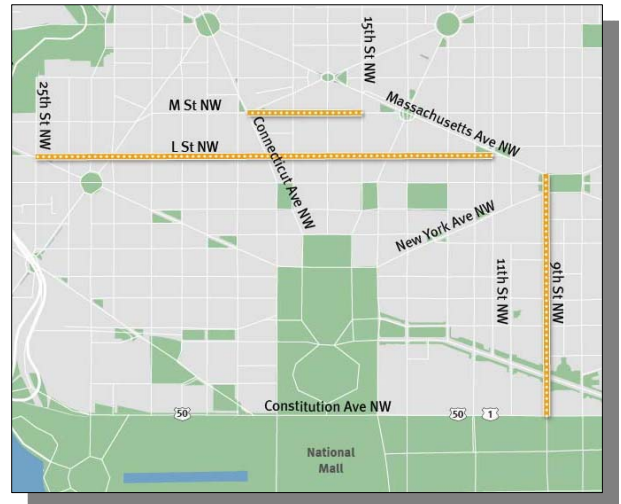 15th St NW
25th St NW
M St NW
Massachusetts Ave NW
L St NW
Connecticut Ave NW
New York Ave NW
11th St NW
9th St NW
Constitution Ave NW
50
50
1
National
Mall